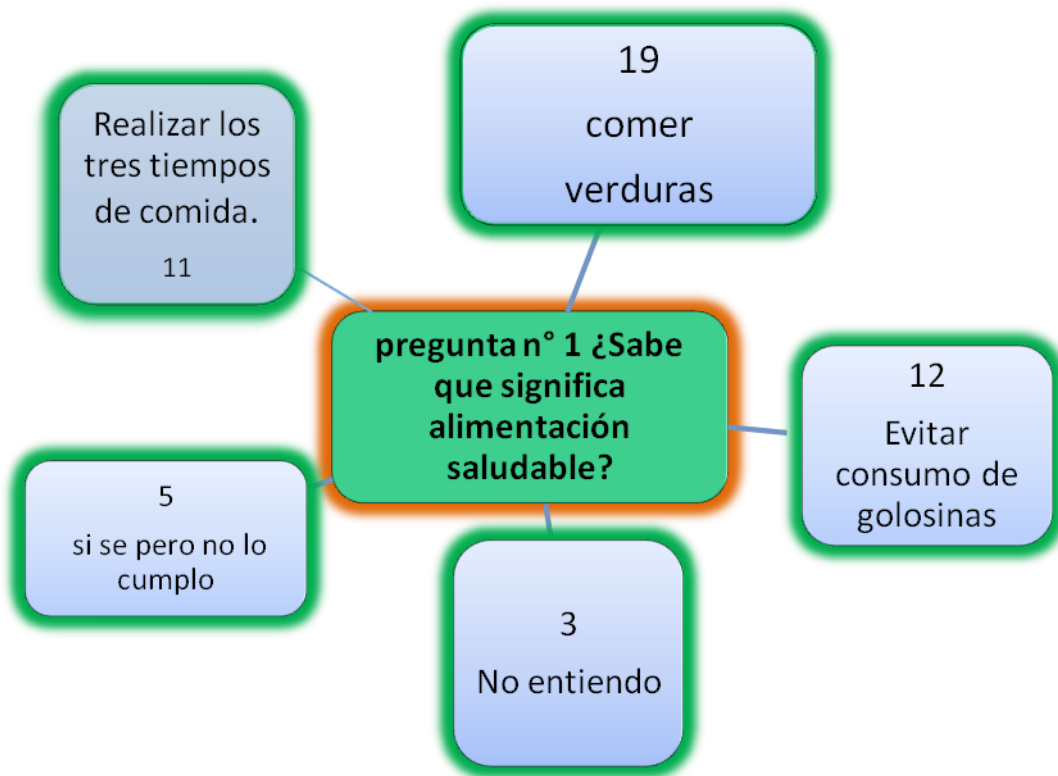 19
comer
verduras
Realizar los
tres tiempos
de comida.
11
pregunta n° 1 ¿Sabe
que significa
alimentación
saludable?
12
Evitar
consumo de
golosinas
5
si se pero no lo
cumplo
3
No entiendo